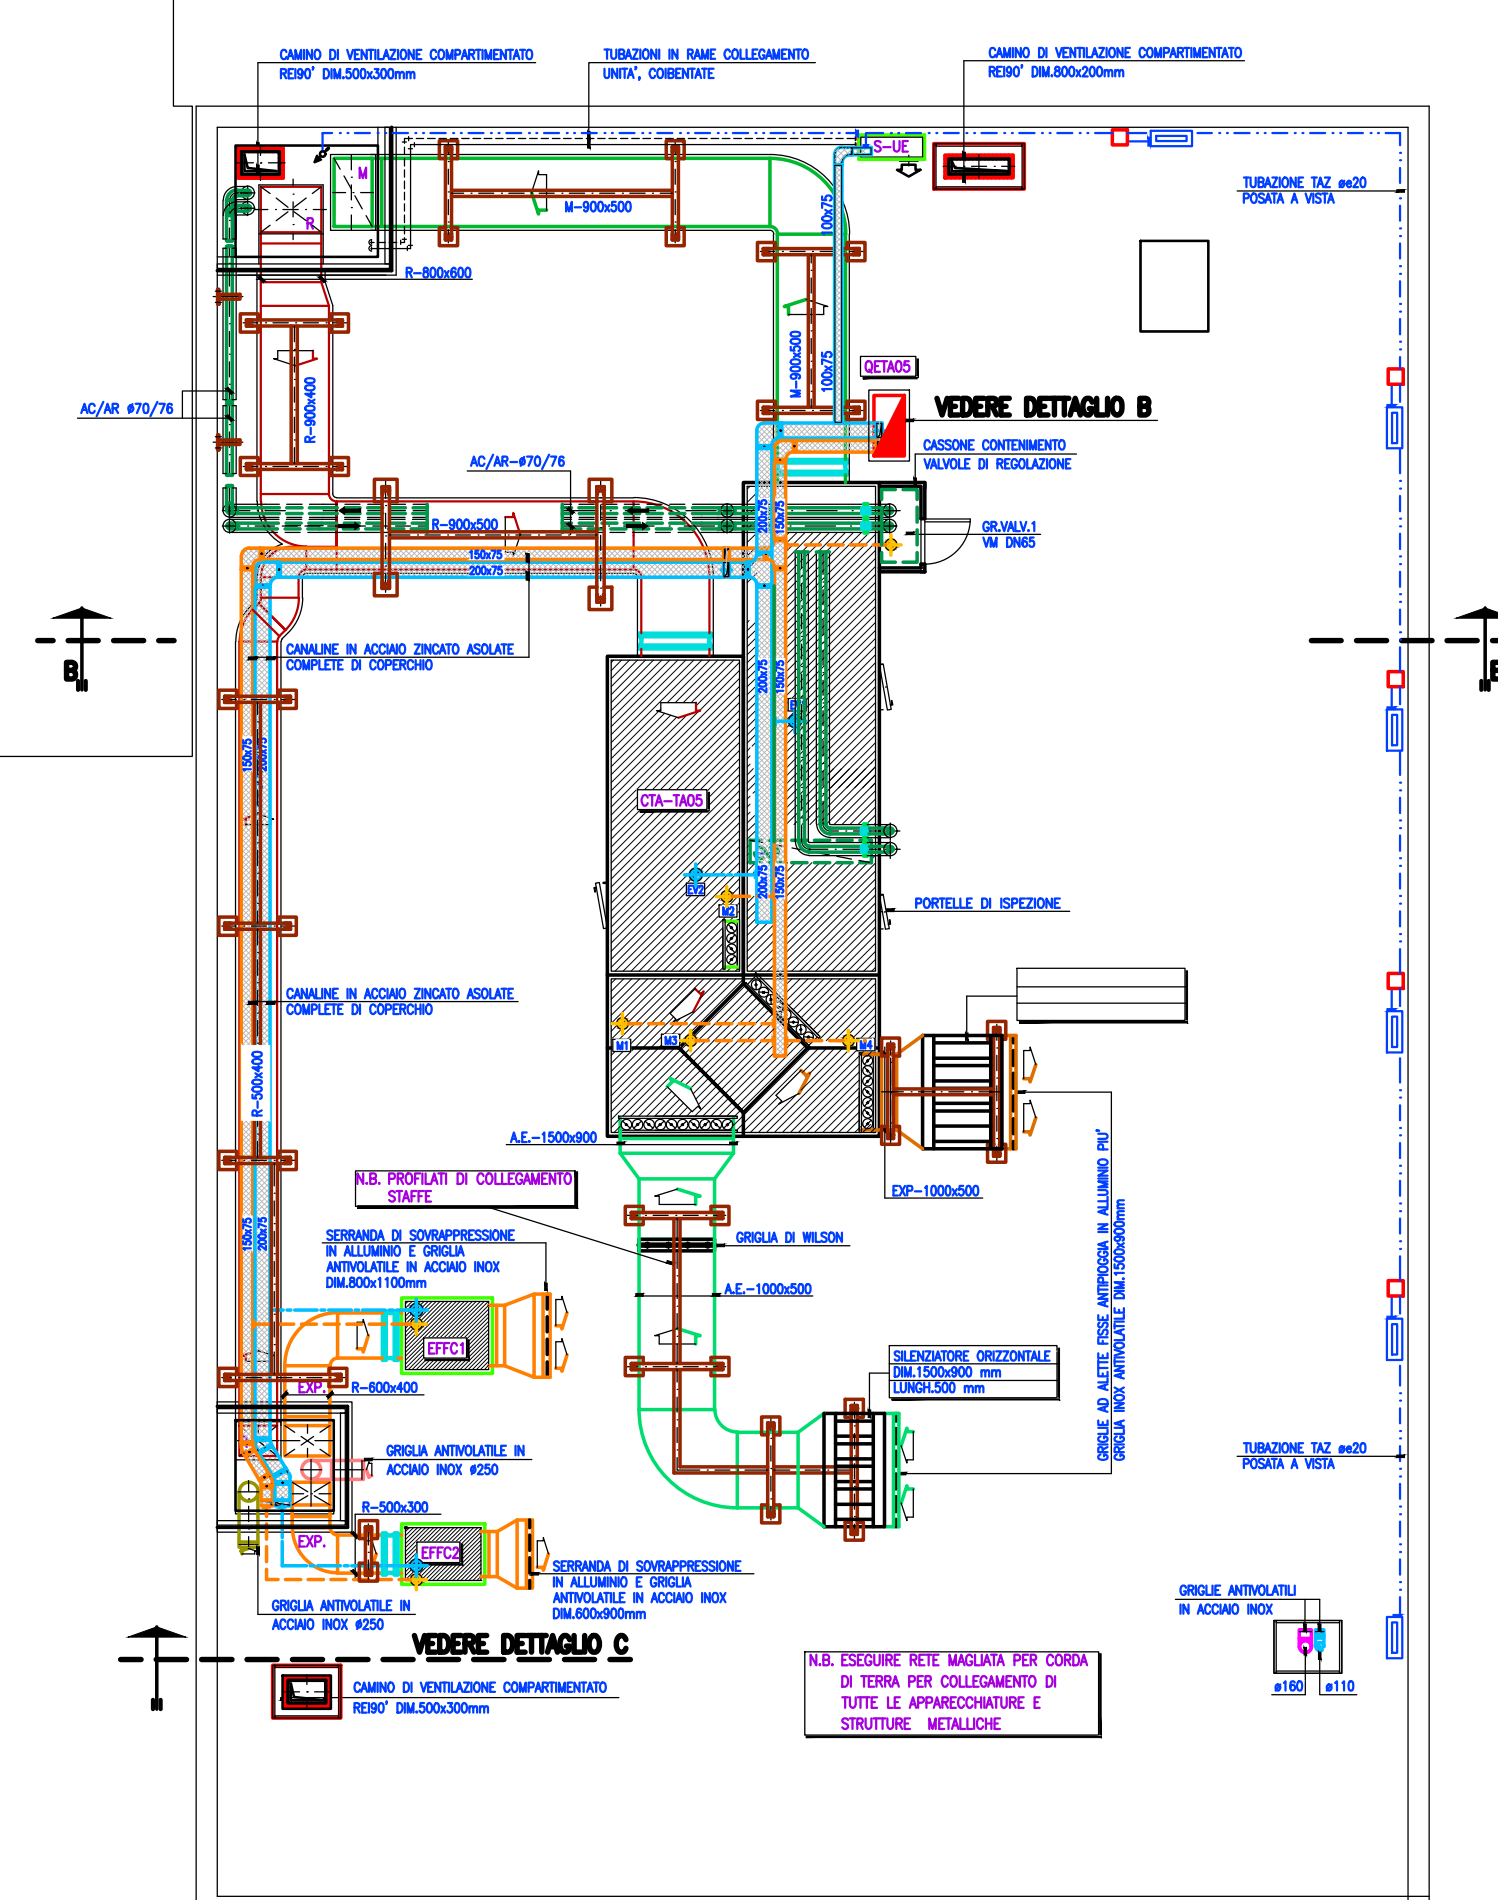 CAMINO DI VENTILAZIONE COMPARTIMENTATO
REI90' DIM.500x300mm
TUBAZIONI IN RAME COLLEGAMENTO
UNITA', COIBENTATE
CAMINO DI VENTILAZIONE COMPARTIMENTATO
REI90' DIM.800x200mm
S-UE
M
R
M-900x500
100x75
TUBAZIONE TAZ øe20
POSATA A VISTA
R-800x600
M-900x500
100x75
QETA05
R-900x400
AC/AR ø70/76
VEDERE DETTAGLIO B
CASSONE CONTENIMENTO
VALVOLE DI REGOLAZIONE
AC/AR-ø70/76
R-900x500
200x75
150x75
GR.VALV.1
VM DN65
150x75
200x75
CANALINE IN ACCIAIO ZINCATO ASOLATE
COMPLETE DI COPERCHIO
B
200x75
150x75
150x75
200x75
CTA-TA05
EV2
M2
200x75
150x75
PORTELLE DI ISPEZIONE
CANALINE IN ACCIAIO ZINCATO ASOLATE
COMPLETE DI COPERCHIO
M1
M3
M4
R-500x400
A.E.-1500x900
EXP-1000x500
N.B. PROFILATI DI COLLEGAMENTO
STAFFE
GRIGLIE AD ALETTE FISSE ANTIPIOGGIA IN ALLUMINIO PIU'
GRIGLIA INOX ANTIVOLATILE DIM.1500x900mm
150x75
200x75
SERRANDA DI SOVRAPPRESSIONE
IN ALLUMINIO E GRIGLIA
ANTIVOLATILE IN ACCIAIO INOX
DIM.800x1100mm
GRIGLIA DI WILSON
A.E.-1000x500
EFFC1
SILENZIATORE ORIZZONTALE
DIM.1500x900 mm
LUNGH.500 mm
EXP.
R-600x400
GRIGLIA ANTIVOLATILE IN
ACCIAIO INOX ø250
TUBAZIONE TAZ øe20
POSATA A VISTA
R-500x300
EXP.
EFFC2
SERRANDA DI SOVRAPPRESSIONE
IN ALLUMINIO E GRIGLIA
ANTIVOLATILE IN ACCIAIO INOX
DIM.600x900mm
GRIGLIA ANTIVOLATILE IN
ACCIAIO INOX ø250
GRIGLIE ANTIVOLATILI
IN ACCIAIO INOX
VEDERE DETTAGLIO C
N.B. ESEGUIRE RETE MAGLIATA PER CORDA
DI TERRA PER COLLEGAMENTO DI
TUTTE LE APPARECCHIATURE E
STRUTTURE METALLICHE
CAMINO DI VENTILAZIONE COMPARTIMENTATO
REI90' DIM.500x300mm
ø160
ø110